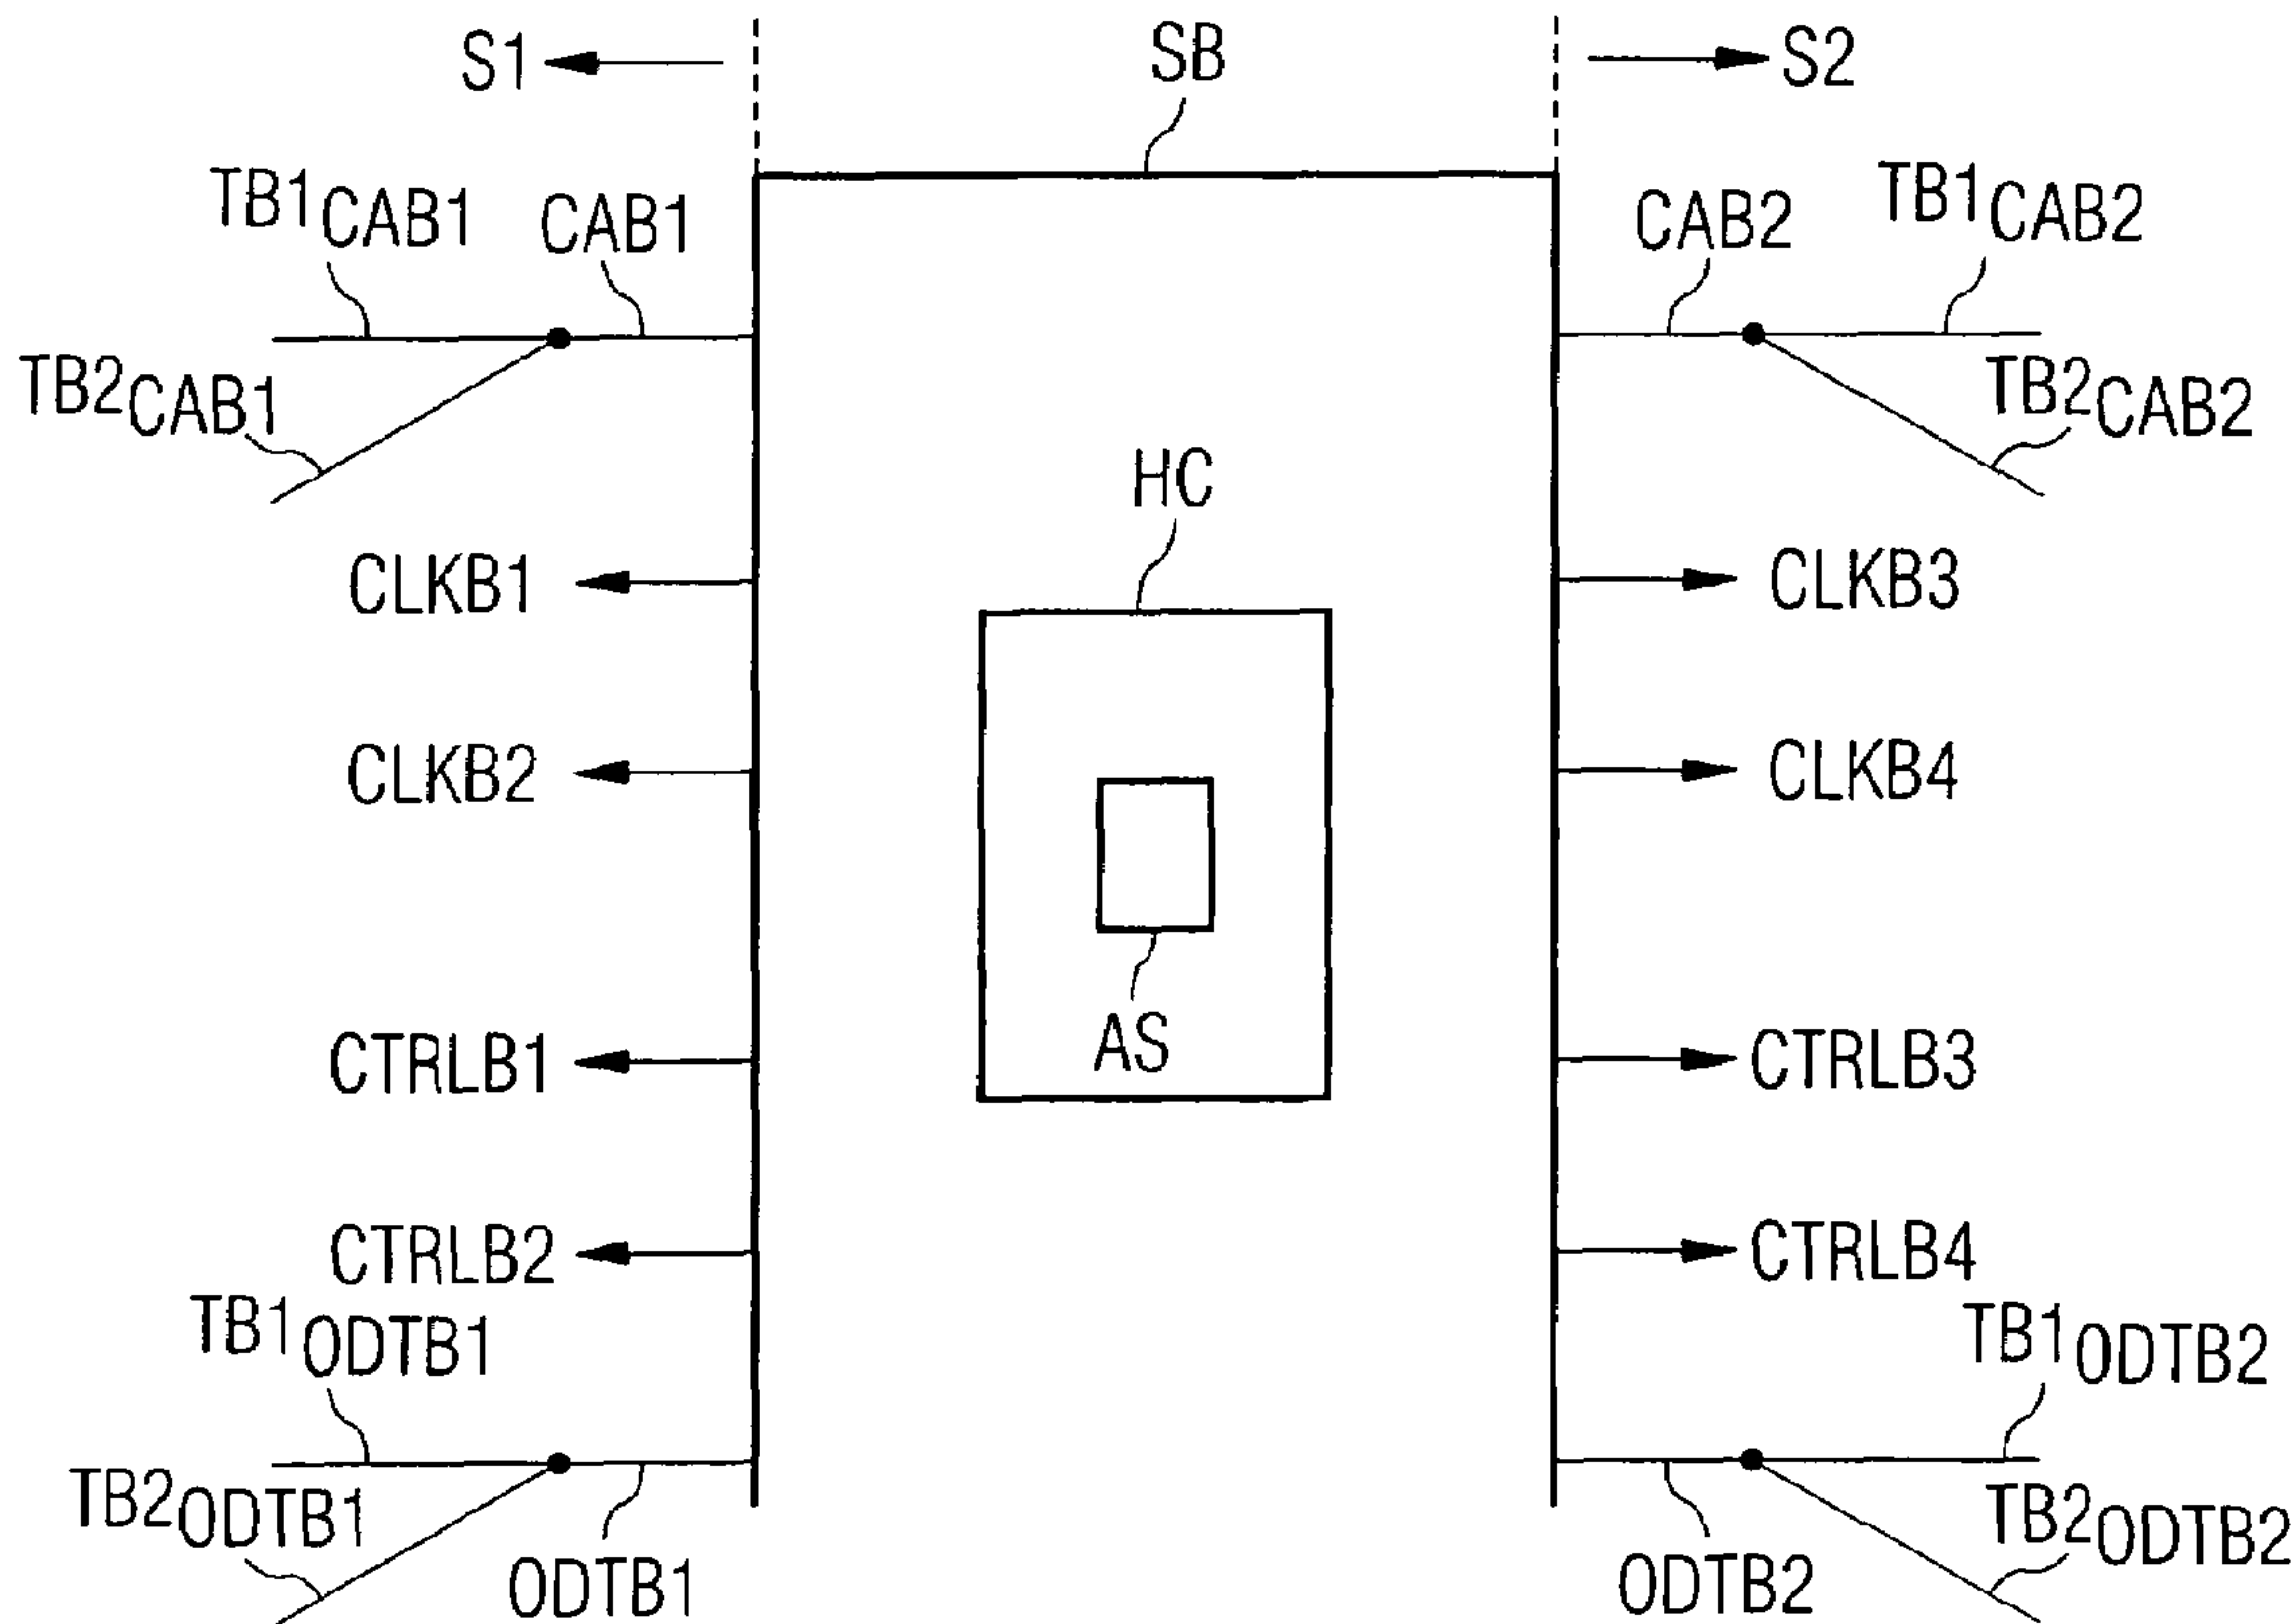 S1
SB
S2
TB1CAB1
CAB1
CAB2
TB1CAB2
TB2CAB1
TB2CAB2
HC
CLKB1
CLKB3
CLKB2
CLKB4
AS
CTRLB1
CTRLB3
CTRLB2
CTRLB4
TB1ODTB1
TB1ODTB2
TB2ODTB1
TB2ODTB2
ODTB1
ODTB2